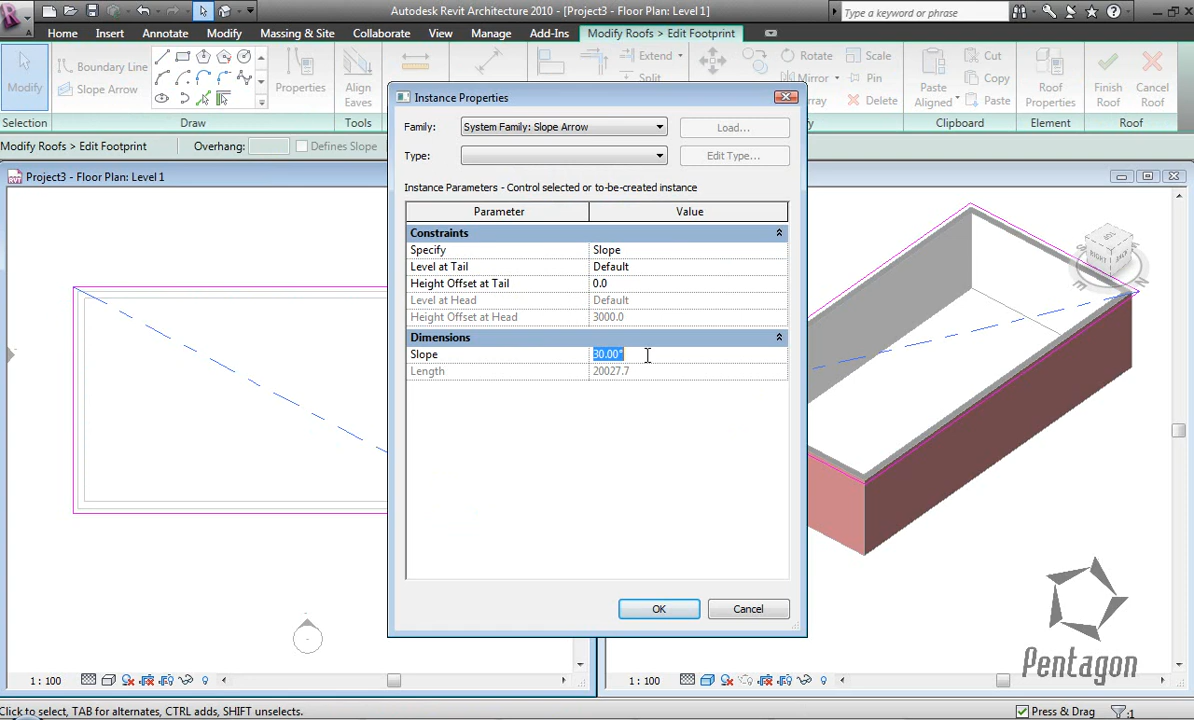 Autodesk Revit Architecture 2010 - [Project3 - Floor Plan: Level 1]
Type a keyword or phrase
Home Insert Annotate Modify Massing & Site Collaborate View Manage Add-Ins Modify Roofs > Edit Footprint
Modify
Boundary Line
Slope Arrow
Properties
Align
Eaves
Extend
Split
Rotate
Mirror
Scale
Pin
Delete
Paste
Aligned
Cut
Copy
Paste
Roof
Properties
Finish
Roof
Cancel
Roof
Selection Draw Tools Clipboard Element Roof
Modify Roofs > Edit Footprint Overhang: Defines Slope
Project3 - Floor Plan: Level 1
Instance Properties
Family: System Family: Slope Arrow Load...
Type: Edit Type...
Instance Parameters - Control selected or to-be-created instance
Parameter Value
Constraints
Specify Slope
Level at Tail Default
Height Offset at Tail 0.0
Level at Head Default
Height Offset at Head 3000.0
Dimensions
Slope 30.00°
Length 20027.7
OK Cancel
RIGHT BACK
Pentagon
1 : 100
1 : 100
Click to select, TAB for alternates, CTRL adds, SHIFT unselects.
Press & Drag :1